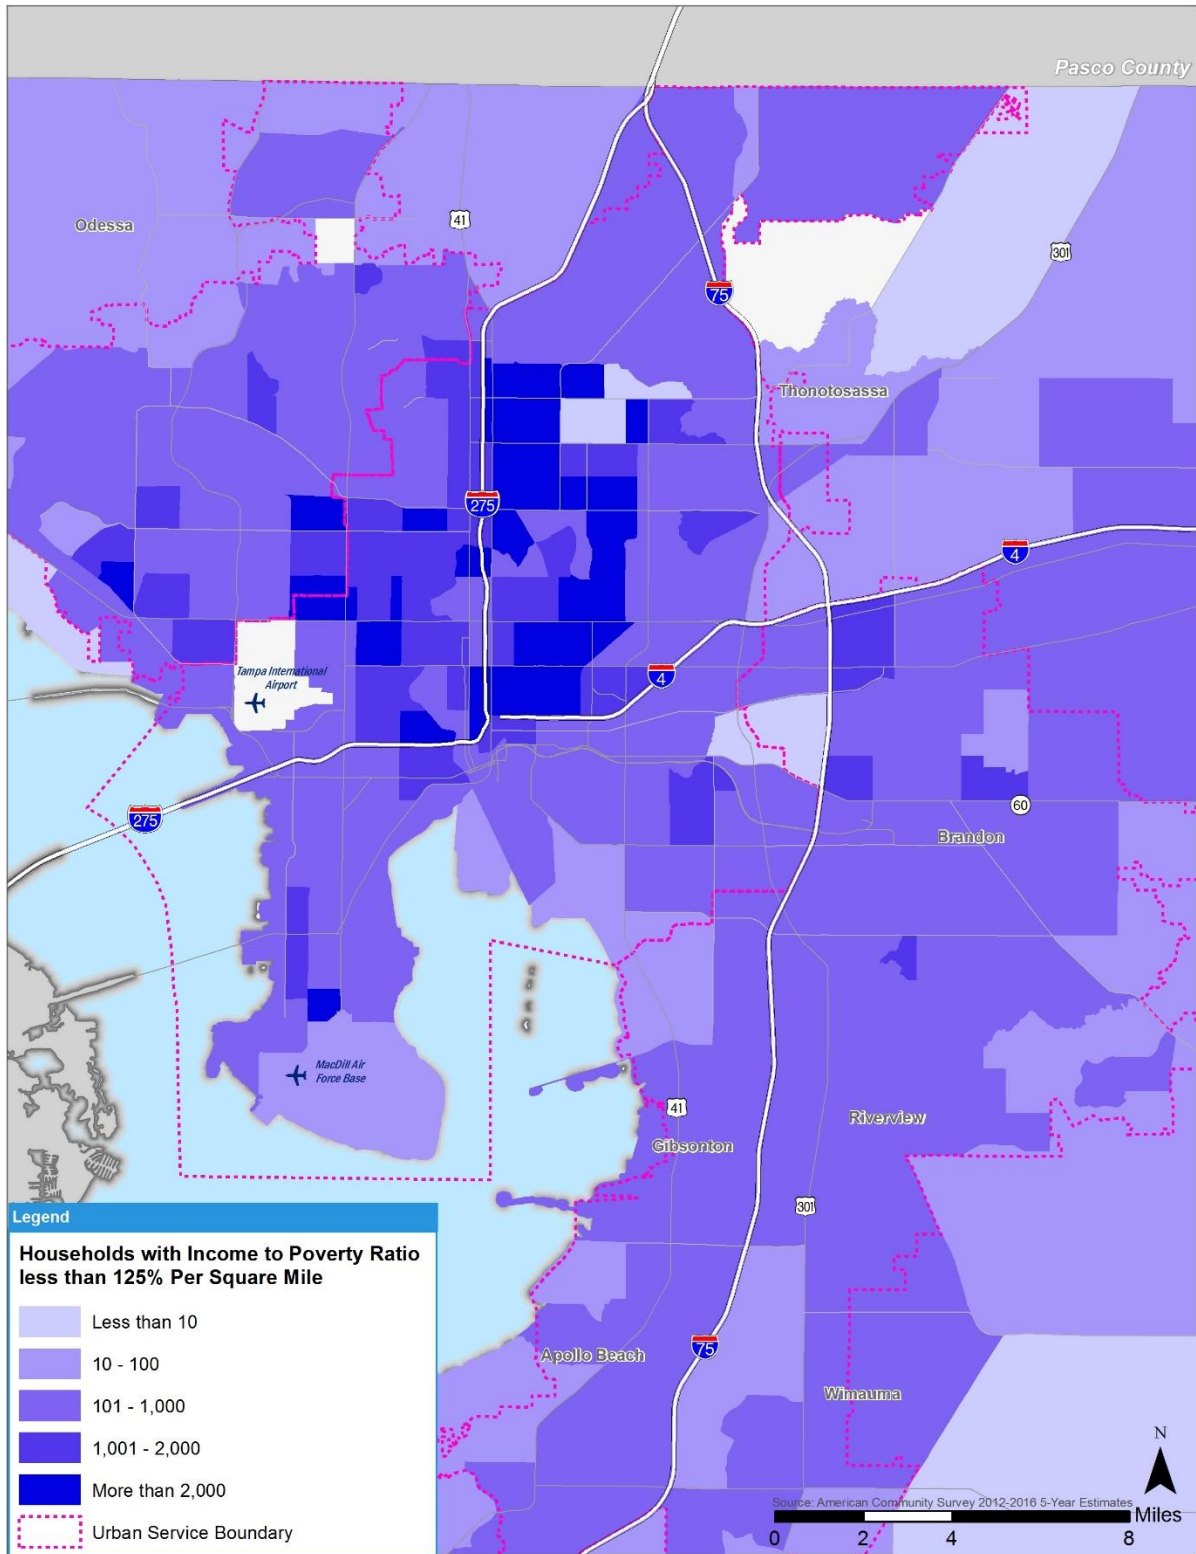 Pasco County
Odessa
41
301
75
Thonotosassa
275
4
Tampa International
Airport
4
275
60
Brandon
MacDill Air
Force Base
41
Gibsonton
Riverview
301
75
Apollo Beach
Wimauma
Legend
Households with Income to Poverty Ratio
less than 125% Per Square Mile
Less than 10
10 - 100
101 - 1,000
1,001 - 2,000
More than 2,000
Urban Service Boundary
N
Source: American Community Survey 2012-2016 5-Year Estimates
Miles
0 2 4 8